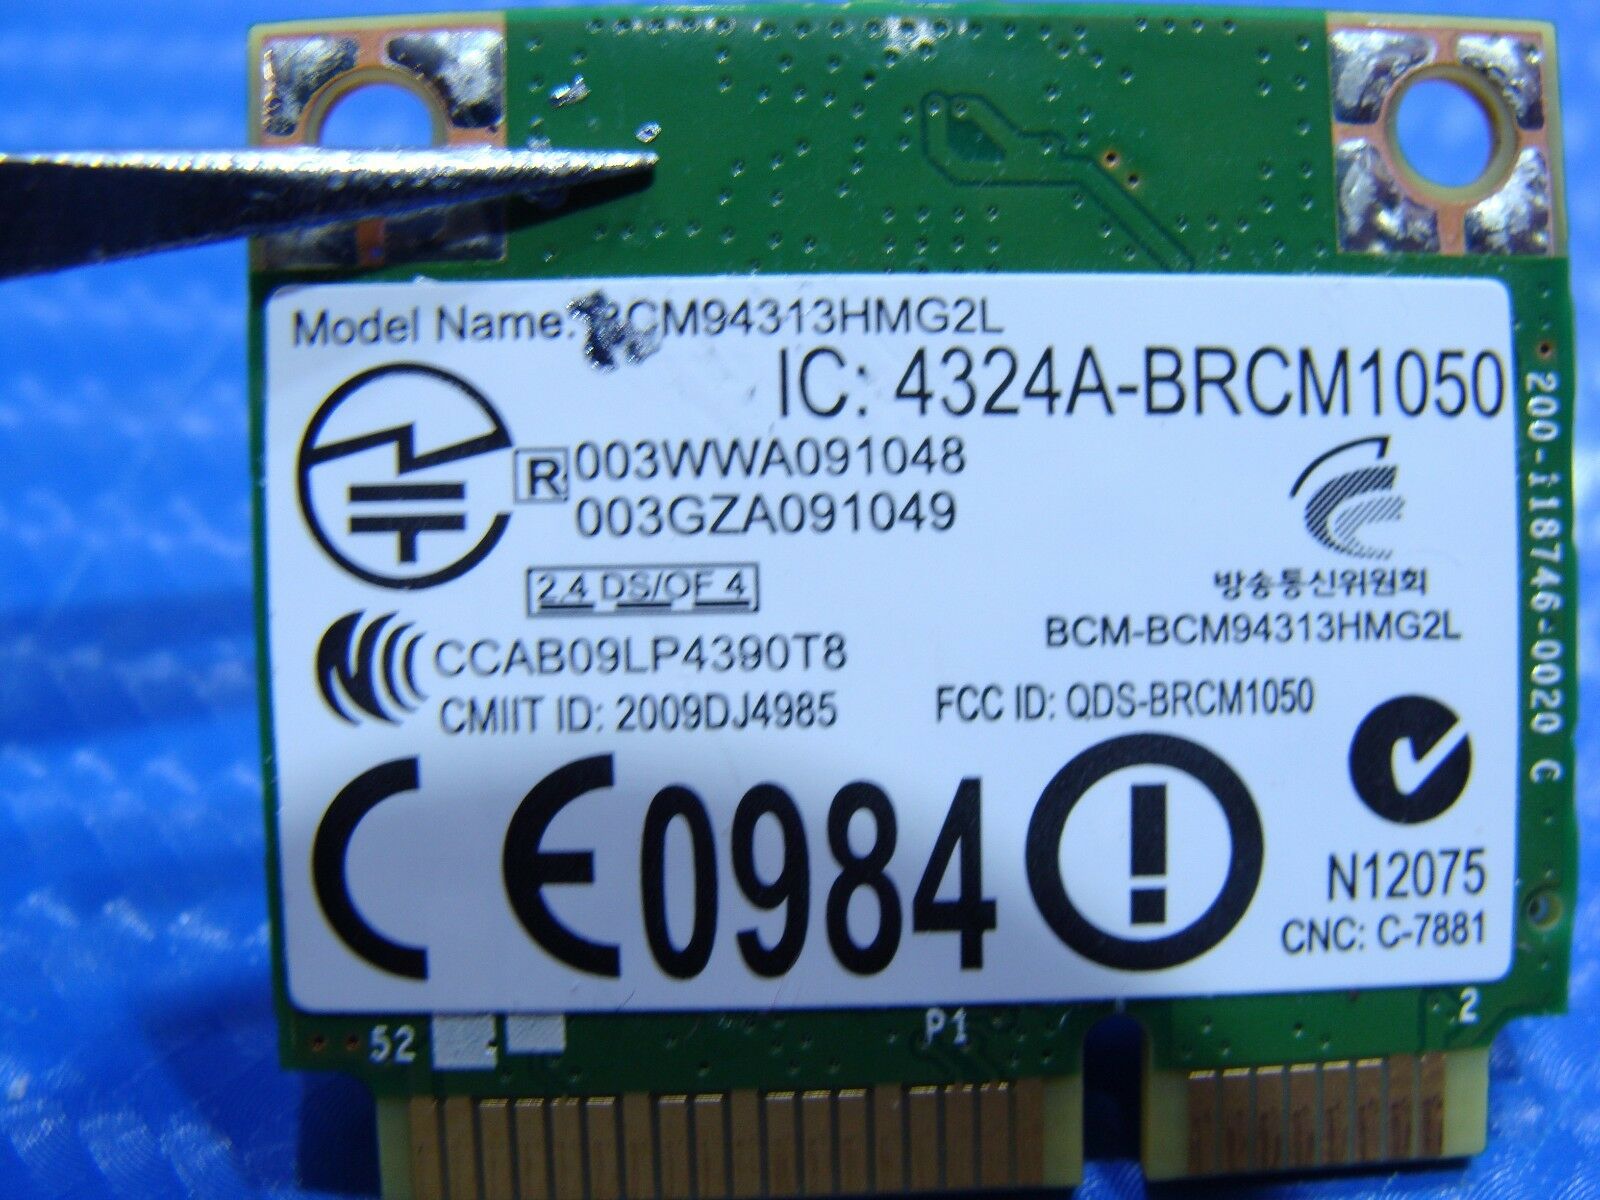 Model Name: BCM94313HMG2L
IC: 4324A-BRCM1050
R 003WWA091048
003GZA091049
2.4 DS/OF 4
방송통신위원회
BCM-BCM94313HMG2L
CCAB09LP4390T8
CMIIT ID: 2009DJ4985
FCC ID: QDS-BRCM1050
CE0984
N12075
CNC: C-7881
200-118746-0020 C
52
P1
2